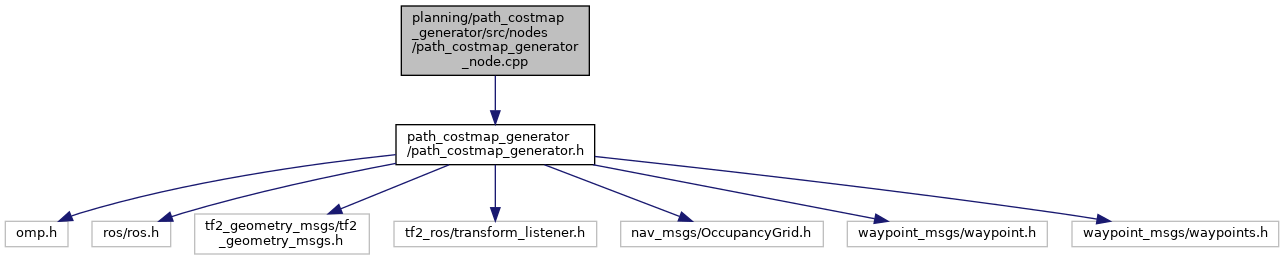 planning/path_costmap
_generator/src/nodes
/path_costmap_generator
_node.cpp
path_costmap_generator
/path_costmap_generator.h
omp.h
ros/ros.h
tf2_geometry_msgs/tf2
_geometry_msgs.h
tf2_ros/transform_listener.h
nav_msgs/OccupancyGrid.h
waypoint_msgs/waypoint.h
waypoint_msgs/waypoints.h